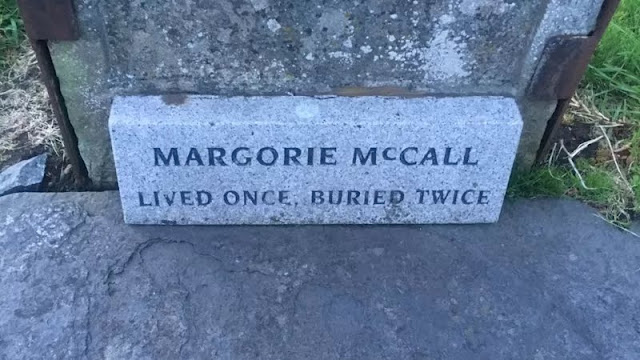 MARGORIE McCALL
LIVED ONCE, BURIED TWICE